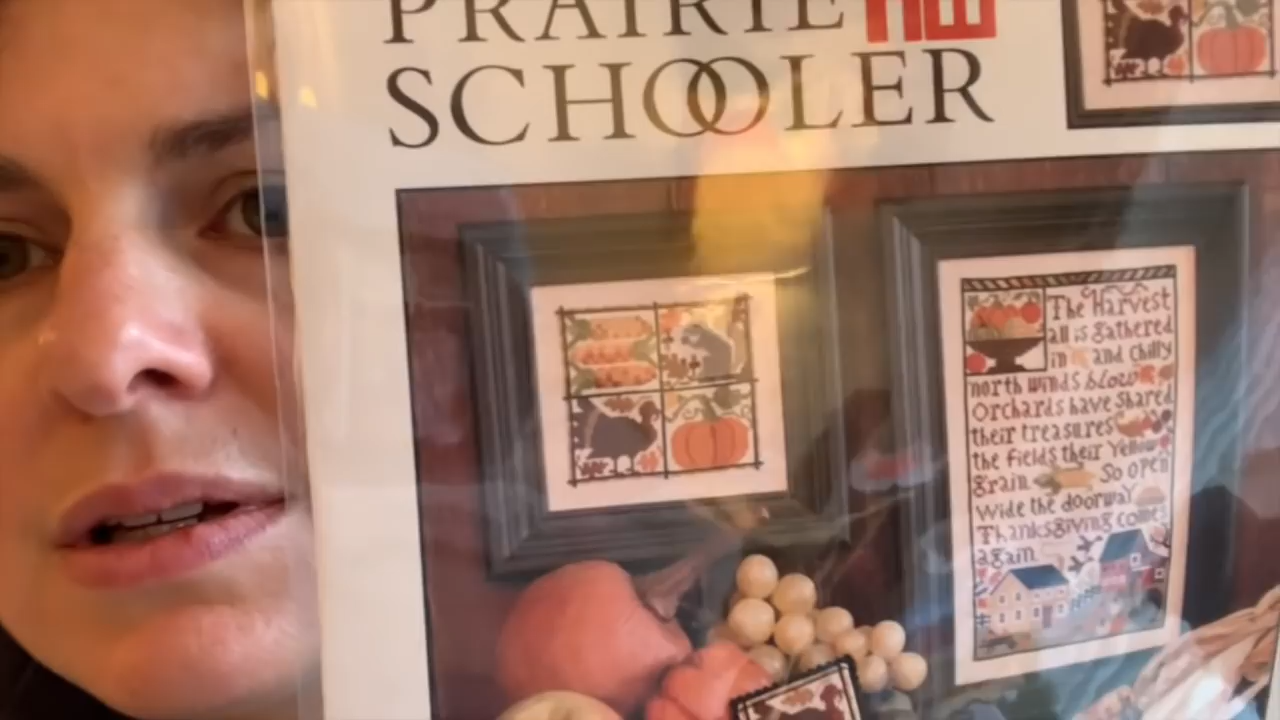 PRAIRIE
SCHOOLER
The Harvest
all is gathered
in and chilly
north winds blow
Orchards have shared
their treasures
the fields their Yellow
grain So open
Wide the doorway
Thanksgiving comes
again